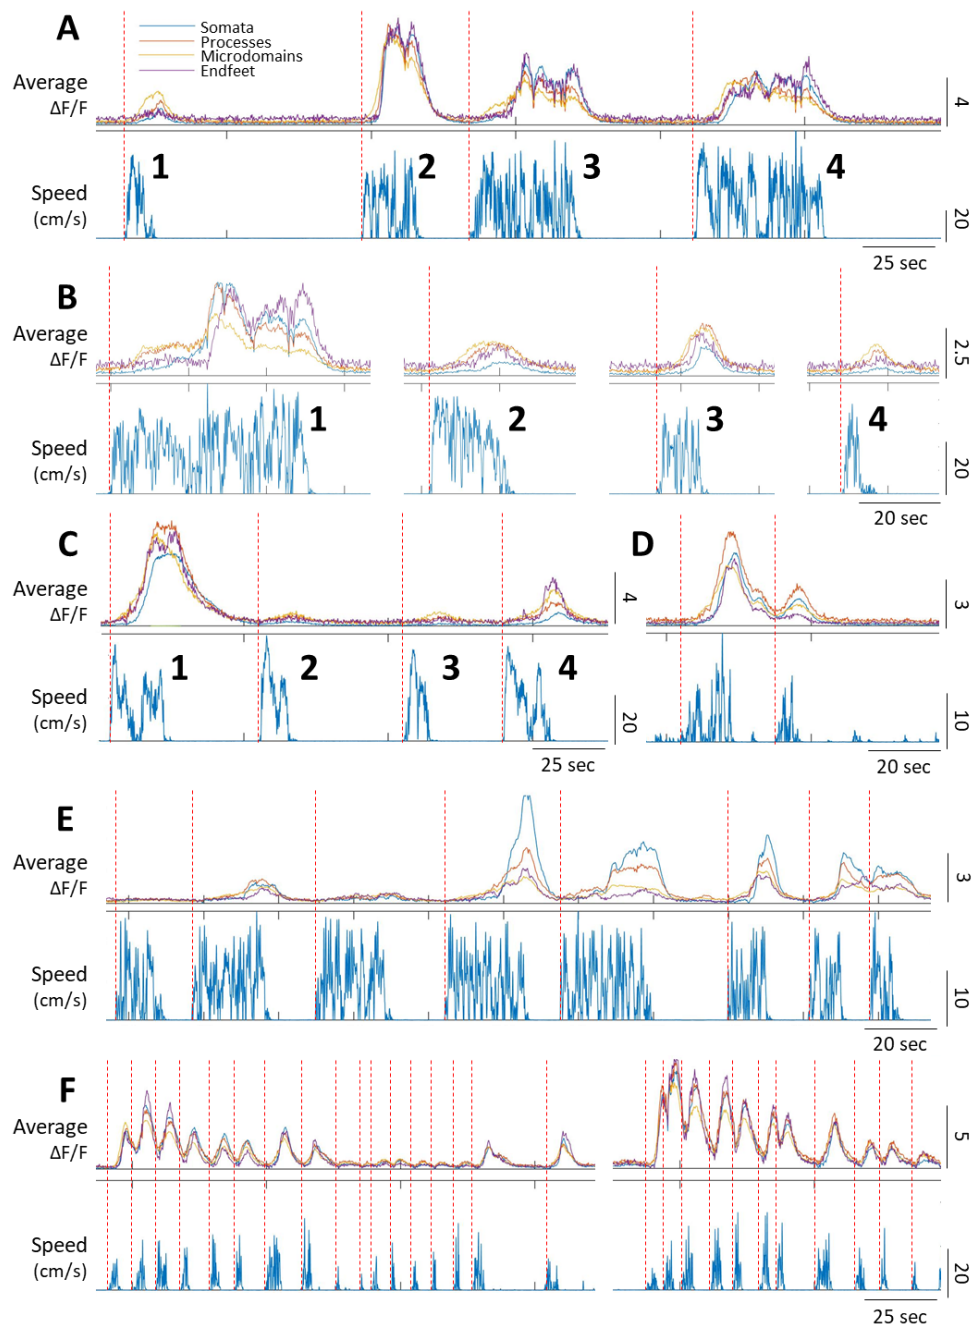 A
Somata
Processes
Microdomains
Endfeet
Average
ΔF/F
4
Speed
(cm/s)
1
2
3
4
20
25 sec
B
Average
ΔF/F
2.5
Speed
(cm/s)
1
2
3
4
20
20 sec
C
Average
ΔF/F
4
Speed
(cm/s)
1
2
3
4
20
25 sec
D
3
10
20 sec
E
Average
ΔF/F
3
Speed
(cm/s)
10
20 sec
F
Average
ΔF/F
5
Speed
(cm/s)
20
25 sec